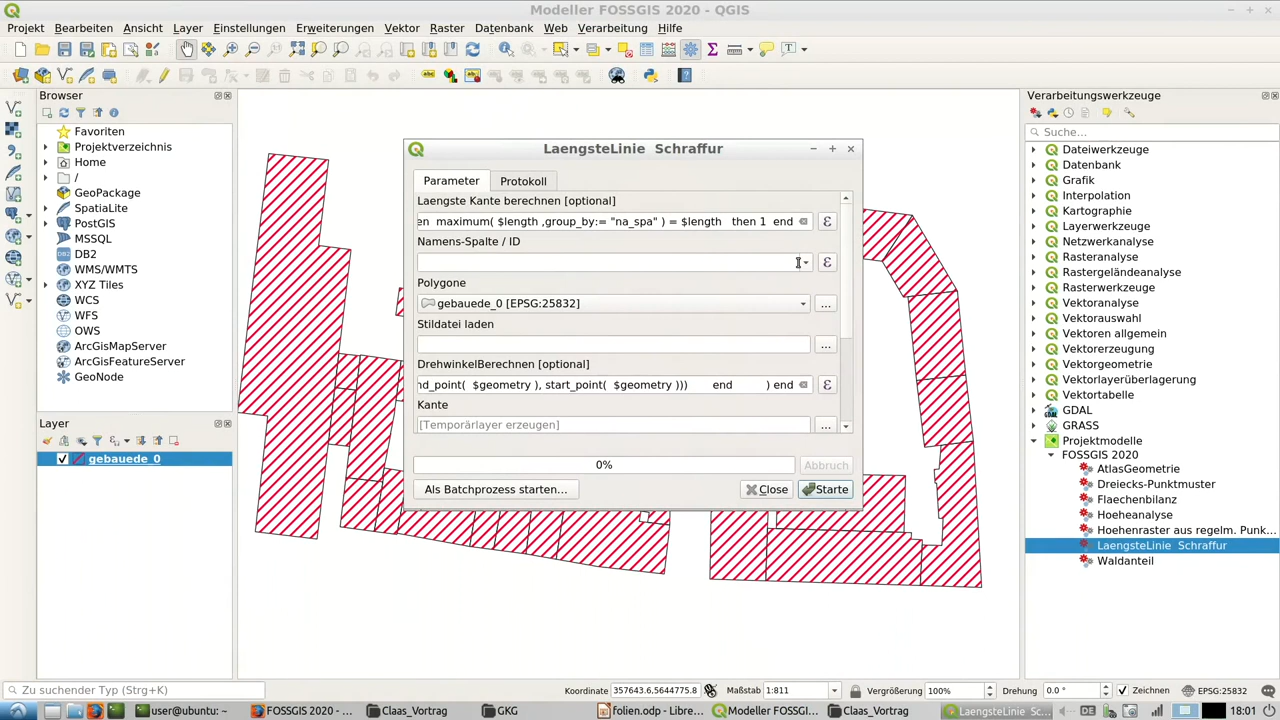 Modeller FOSSGIS 2020 - QGIS
Projekt Bearbeiten Ansicht Layer Einstellungen Erweiterungen Vektor Raster Datenbank Web Verarbeitung Hilfe
Browser
Favoriten
Projektverzeichnis
Home
/
GeoPackage
SpatiaLite
PostGIS
MSSQL
DB2
WMS/WMTS
XYZ Tiles
WCS
WFS
OWS
ArcGisMapServer
ArcGisFeatureServer
GeoNode
Layer
gebauede_0
LaengsteLinie Schraffur
Parameter
Protokoll
Laengste Kante berechnen [optional]
en maximum( $length ,group_by:= "na_spa" ) = $length then 1 end
Namens-Spalte / ID
Polygone
gebauede_0 [EPSG:25832]
...
Stildatei laden
...
DrehwinkelBerechnen [optional]
nd_point( $geometry ), start_point( $geometry ))) end ) end
Kante
[Temporärlayer erzeugen]
...
0%
Abbruch
Als Batchprozess starten...
Close
Starte
Verarbeitungswerkzeuge
Suche...
Dateiwerkzeuge
Datenbank
Grafik
Interpolation
Kartographie
Layerwerkzeuge
Netzwerkanalyse
Rasteranalyse
Rastergeländeanalyse
Rasterwerkzeuge
Vektoranalyse
Vektorauswahl
Vektoren allgemein
Vektorerzeugung
Vektorgeometrie
Vektorlayerüberlagerung
Vektortabelle
GDAL
GRASS
Projektmodelle
FOSSGIS 2020
AtlasGeometrie
Dreiecks-Punktmuster
Flaechenbilanz
Hoeheanalyse
Hoehenraster aus regelm. Punk...
LaengsteLinie Schraffur
Waldanteil
Zu suchender Typ (Strg+K)
Koordinate 357643.6,5644775.8
Maßstab 1:811
Vergrößerung 100%
Drehung 0.0 °
Zeichnen
EPSG:25832
user@ubuntu: ~
FOSSGIS 2020 - ...
Claas_Vortrag
GKG
folien.odp - Libre...
Modeller FOSSGI...
Claas_Vortrag
LaengsteLinie Sc...
18:01